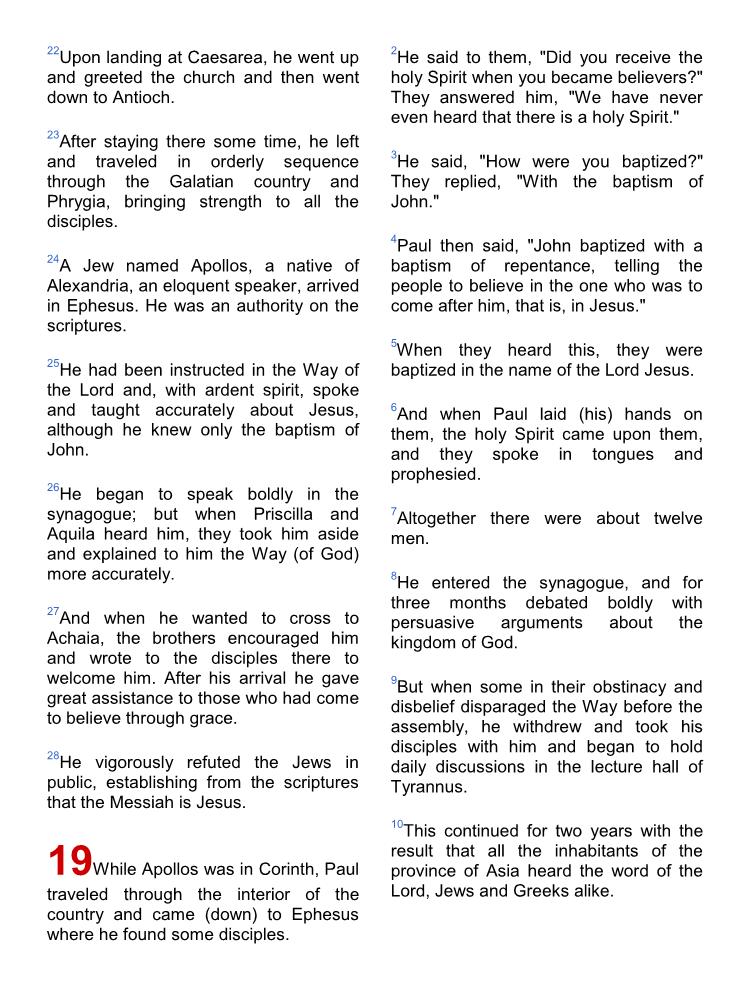 22Upon landing at Caesarea, he went up
and greeted the church and then went
down to Antioch.
23After staying there some time, he left
and traveled in orderly sequence
through the Galatian country and
Phrygia, bringing strength to all the
disciples.
24A Jew named Apollos, a native of
Alexandria, an eloquent speaker, arrived
in Ephesus. He was an authority on the
scriptures.
25He had been instructed in the Way of
the Lord and, with ardent spirit, spoke
and taught accurately about Jesus,
although he knew only the baptism of
John.
26He began to speak boldly in the
synagogue; but when Priscilla and
Aquila heard him, they took him aside
and explained to him the Way (of God)
more accurately.
27And when he wanted to cross to
Achaia, the brothers encouraged him
and wrote to the disciples there to
welcome him. After his arrival he gave
great assistance to those who had come
to believe through grace.
28He vigorously refuted the Jews in
public, establishing from the scriptures
that the Messiah is Jesus.
19While Apollos was in Corinth, Paul
traveled through the interior of the
country and came (down) to Ephesus
where he found some disciples.
2He said to them, "Did you receive the
holy Spirit when you became believers?"
They answered him, "We have never
even heard that there is a holy Spirit."
3He said, "How were you baptized?"
They replied, "With the baptism of
John."
4Paul then said, "John baptized with a
baptism of repentance, telling the
people to believe in the one who was to
come after him, that is, in Jesus."
5When they heard this, they were
baptized in the name of the Lord Jesus.
6And when Paul laid (his) hands on
them, the holy Spirit came upon them,
and they spoke in tongues and
prophesied.
7Altogether there were about twelve
men.
8He entered the synagogue, and for
three months debated boldly with
persuasive arguments about the
kingdom of God.
9But when some in their obstinacy and
disbelief disparaged the Way before the
assembly, he withdrew and took his
disciples with him and began to hold
daily discussions in the lecture hall of
Tyrannus.
10This continued for two years with the
result that all the inhabitants of the
province of Asia heard the word of the
Lord, Jews and Greeks alike.